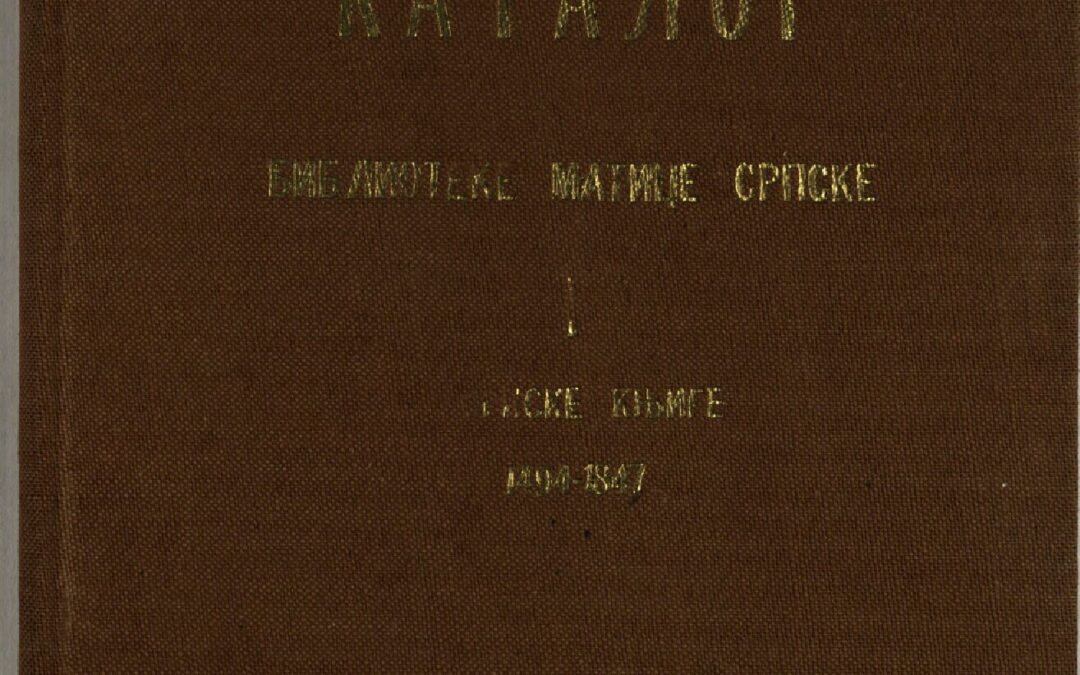 КАТАЛОГ
БИБЛИОТЕКЕ МАТИЦЕ СРПСКЕ
I
КЊИГЕ
1494-1847